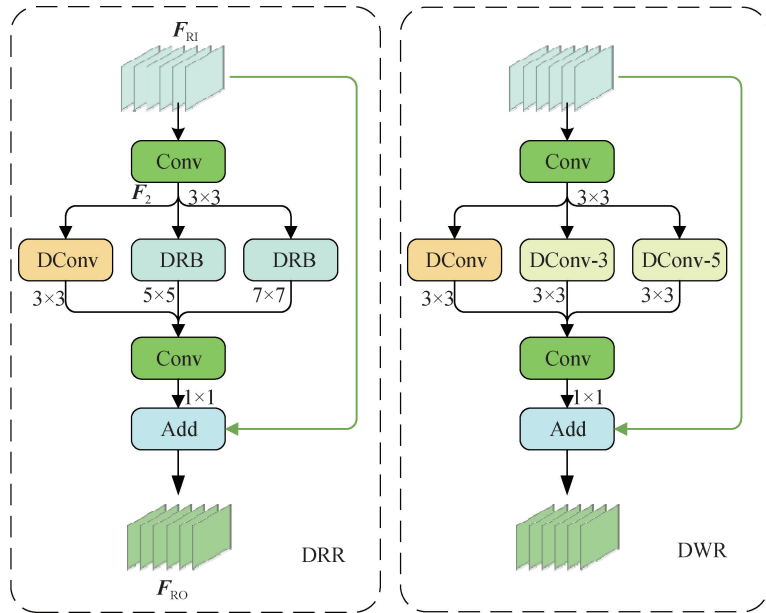 F_RI
Conv
F_2 3×3
DConv DRB DRB
3×3 5×5 7×7
Conv
1×1
Add
DRR
F_RO
Conv
3×3
DConv DConv-3 DConv-5
3×3 3×3 3×3
Conv
1×1
Add
DWR